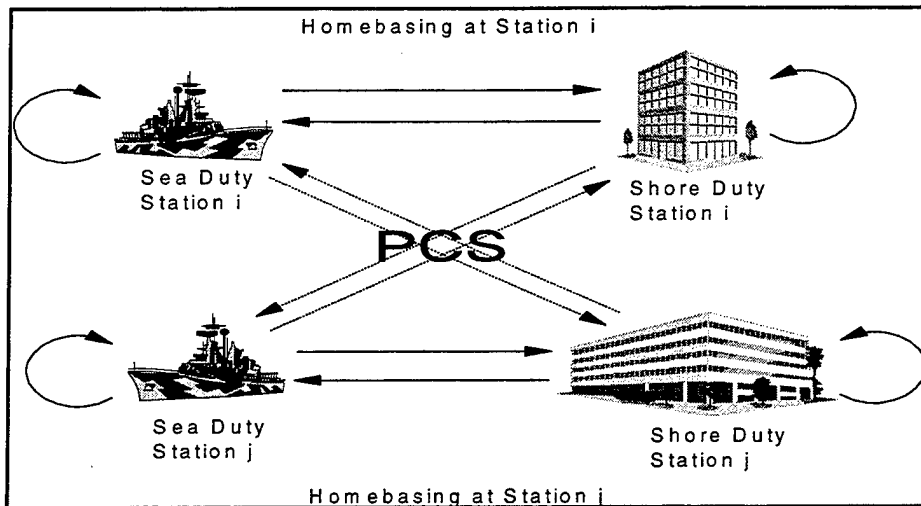 Homebasing at Station i
Sea Duty
Station i
Shore Duty
Station i
PCS
Sea Duty
Station j
Shore Duty
Station j
Homebasing at Station j